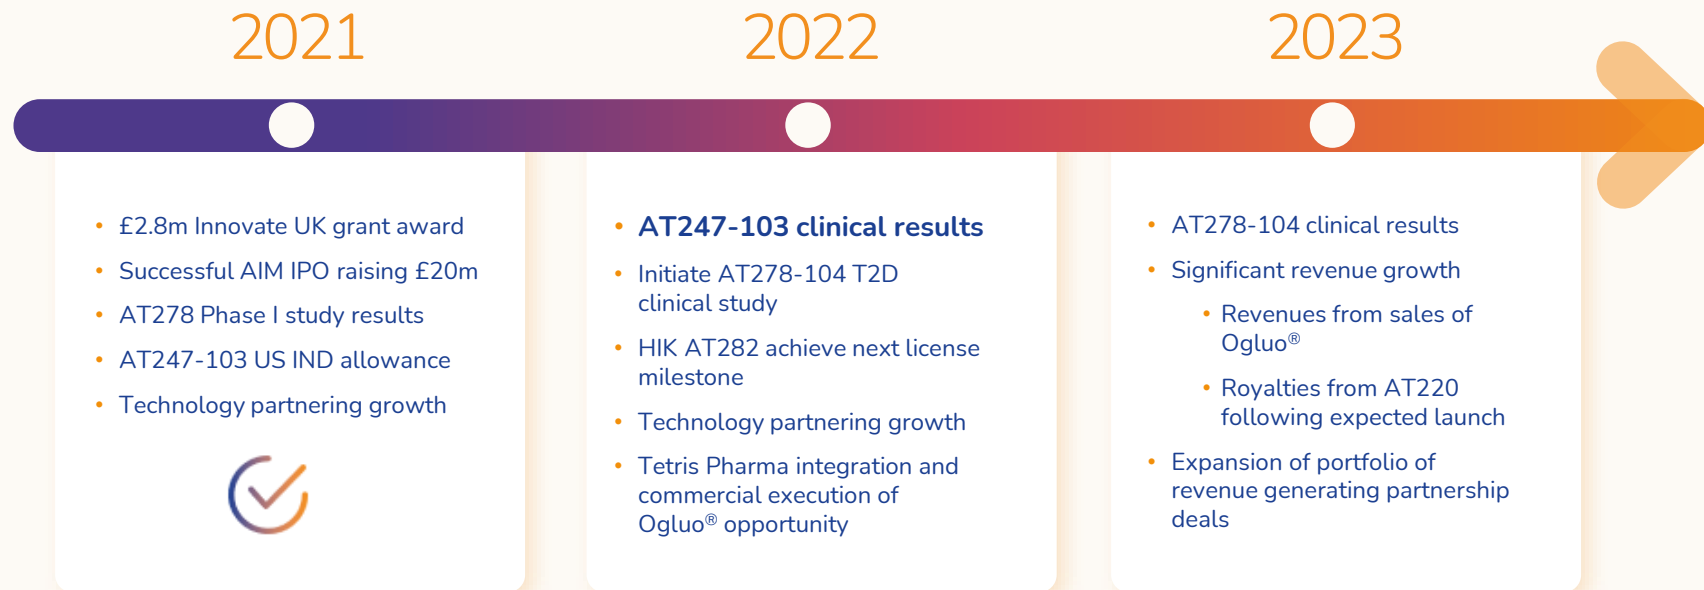 2021
2022
2023
• £2.8m Innovate UK grant award
• Successful AIM IPO raising £20m
• AT278 Phase I study results
• AT247-103 US IND allowance
• Technology partnering growth
• AT247-103 clinical results
• Initiate AT278-104 T2D
clinical study
• HIK AT282 achieve next license
milestone
• Technology partnering growth
• Tetris Pharma integration and
commercial execution of
Ogluo® opportunity
• AT278-104 clinical results
• Significant revenue growth
• Revenues from sales of
Ogluo®
• Royalties from AT220
following expected launch
• Expansion of portfolio of
revenue generating partnership
deals